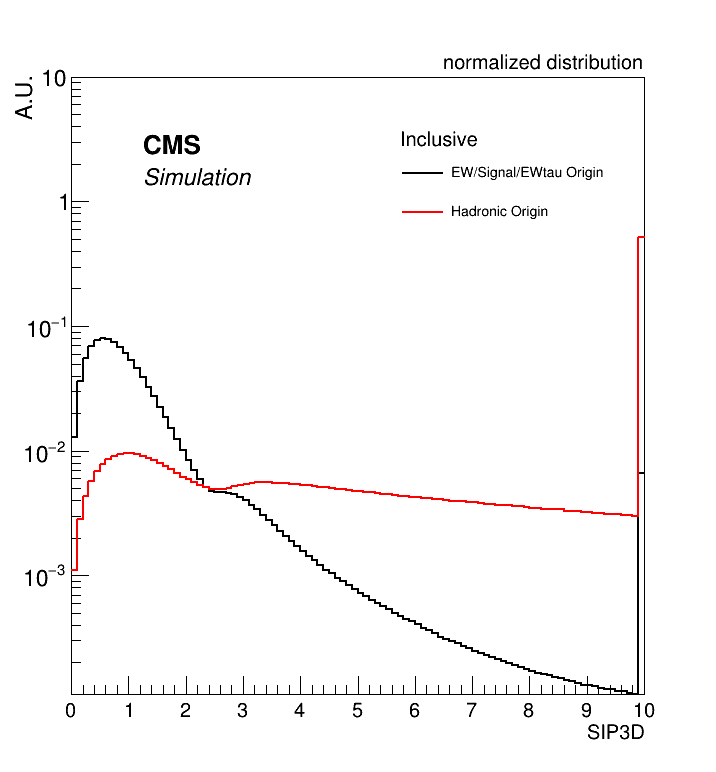 normalized distribution
A.U.
10
CMS
Inclusive
Simulation
EW/Signal/EWtau Origin
Hadronic Origin
1
10⁻¹
10⁻²
10⁻³
0 1 2 3 4 5 6 7 8 9 10
SIP3D